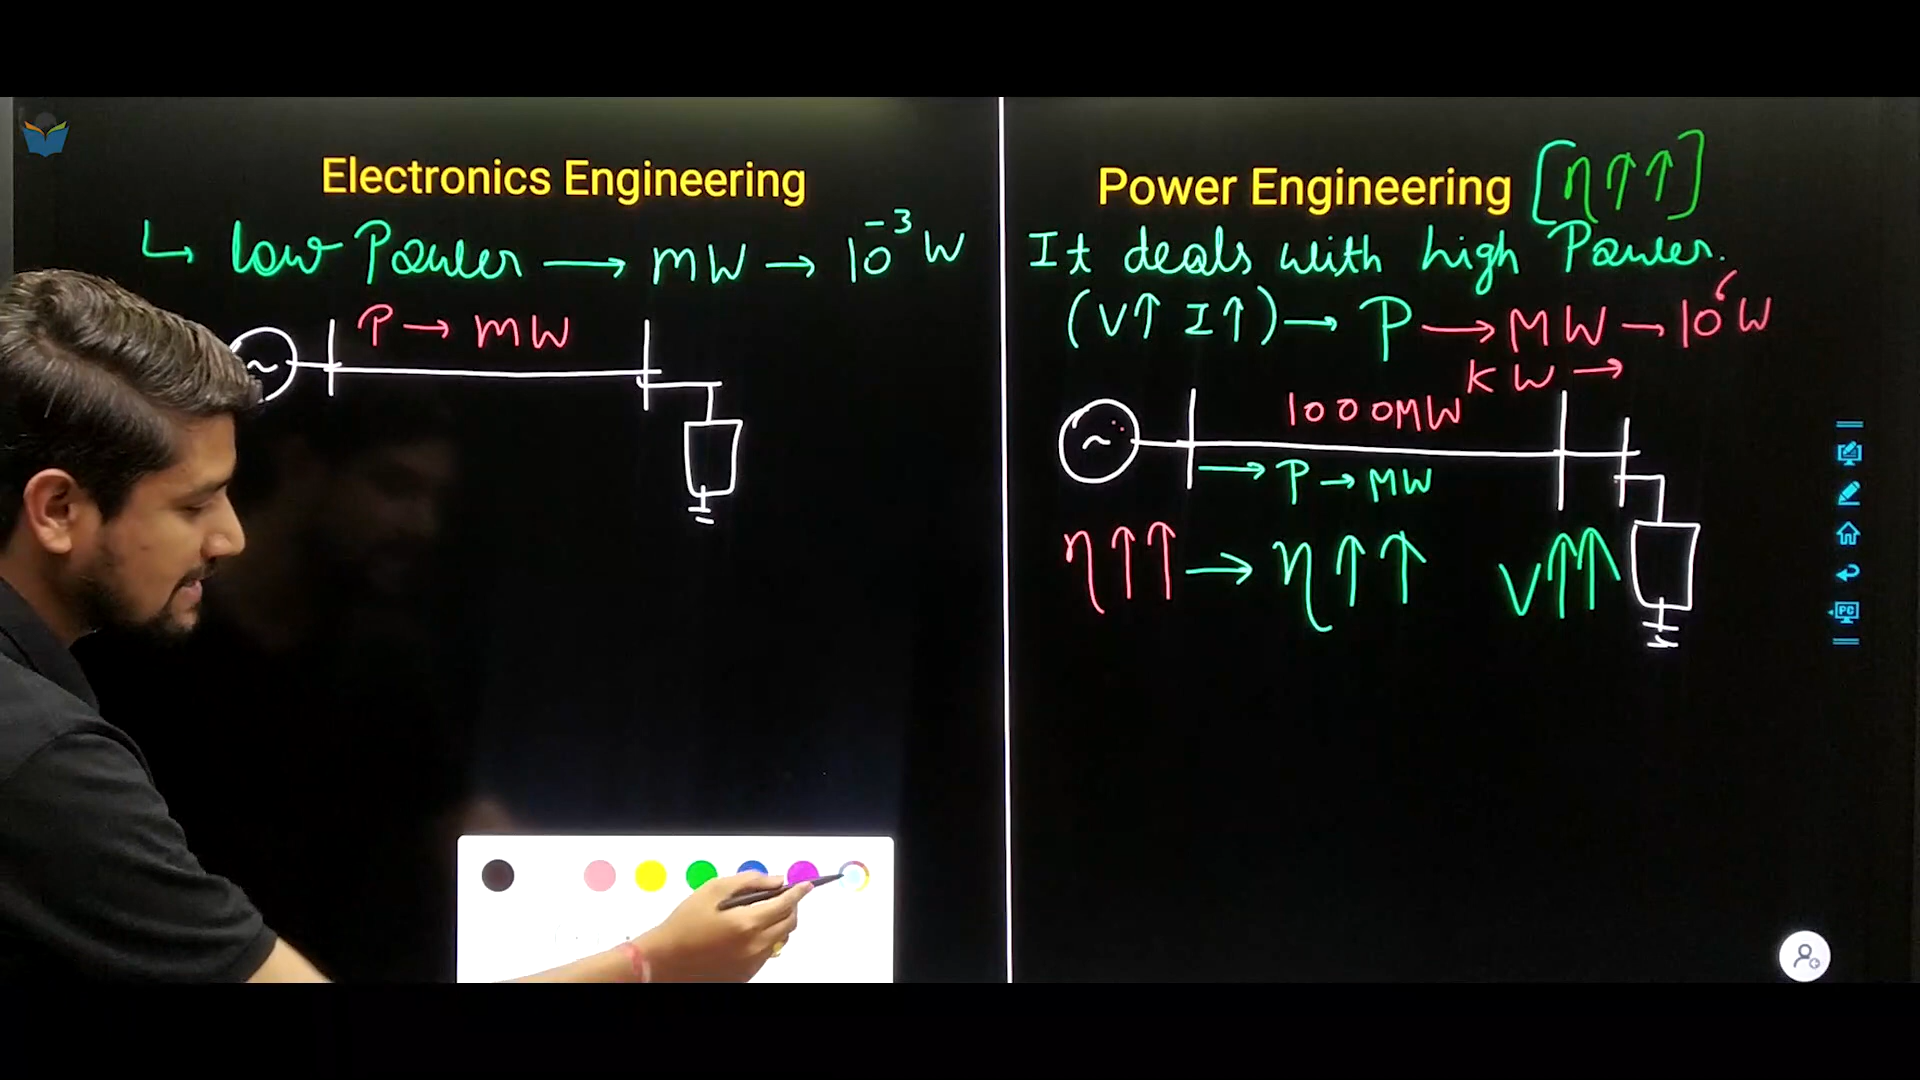 Electronics Engineering
↳ low Power → mW → 10⁻³ W
P → mW
~
Power Engineering [η↑↑]
It deals with high Power.
(V↑ I↑) → P → MW → 10⁶ W
KW →
1000MW
~
→ P → MW
η↑↑ → η↑↑ V↑↑
PC